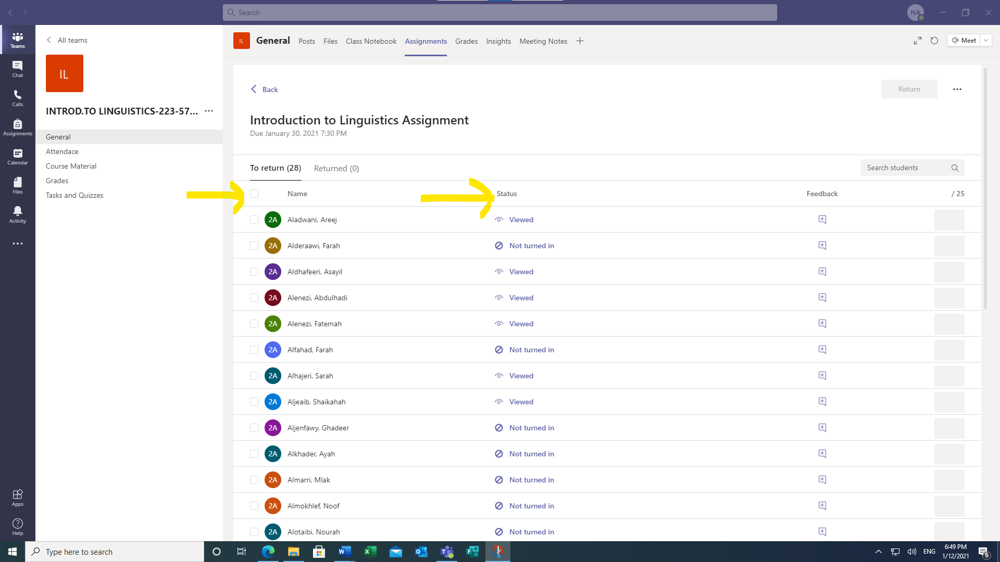 Search
NA
Teams
Chat
Calls
Assignments
Calendar
Files
Activity
Apps
Help
All teams
IL
INTROD.TO LINGUISTICS-223-57...
General
Attendace
Course Material
Grades
Tasks and Quizzes
IL General Posts Files Class Notebook Assignments Grades Insights Meeting Notes
Meet
Back
Return
Introduction to Linguistics Assignment
Due January 30, 2021 7:30 PM
To return (28) Returned (0)
Search students
Name Status Feedback / 25
2A Aladwani, Areej Viewed
2A Alderaawi, Farah Not turned in
2A Aldhafeeri, Asayil Viewed
2A Alenezi, Abdulhadi Viewed
2A Alenezi, Fatemah Viewed
2A Alfahad, Farah Not turned in
2A Alhajeri, Sarah Viewed
2A Aljeaib, Shaikahah Viewed
2A Aljenfawy, Ghadeer Not turned in
2A Alkhader, Ayah Not turned in
2A Almarri, Mlak Not turned in
2A Almokhlef, Noof Not turned in
2A Alotaibi, Nourah Not turned in
Type here to search
ENG
6:49 PM
1/12/2021
6